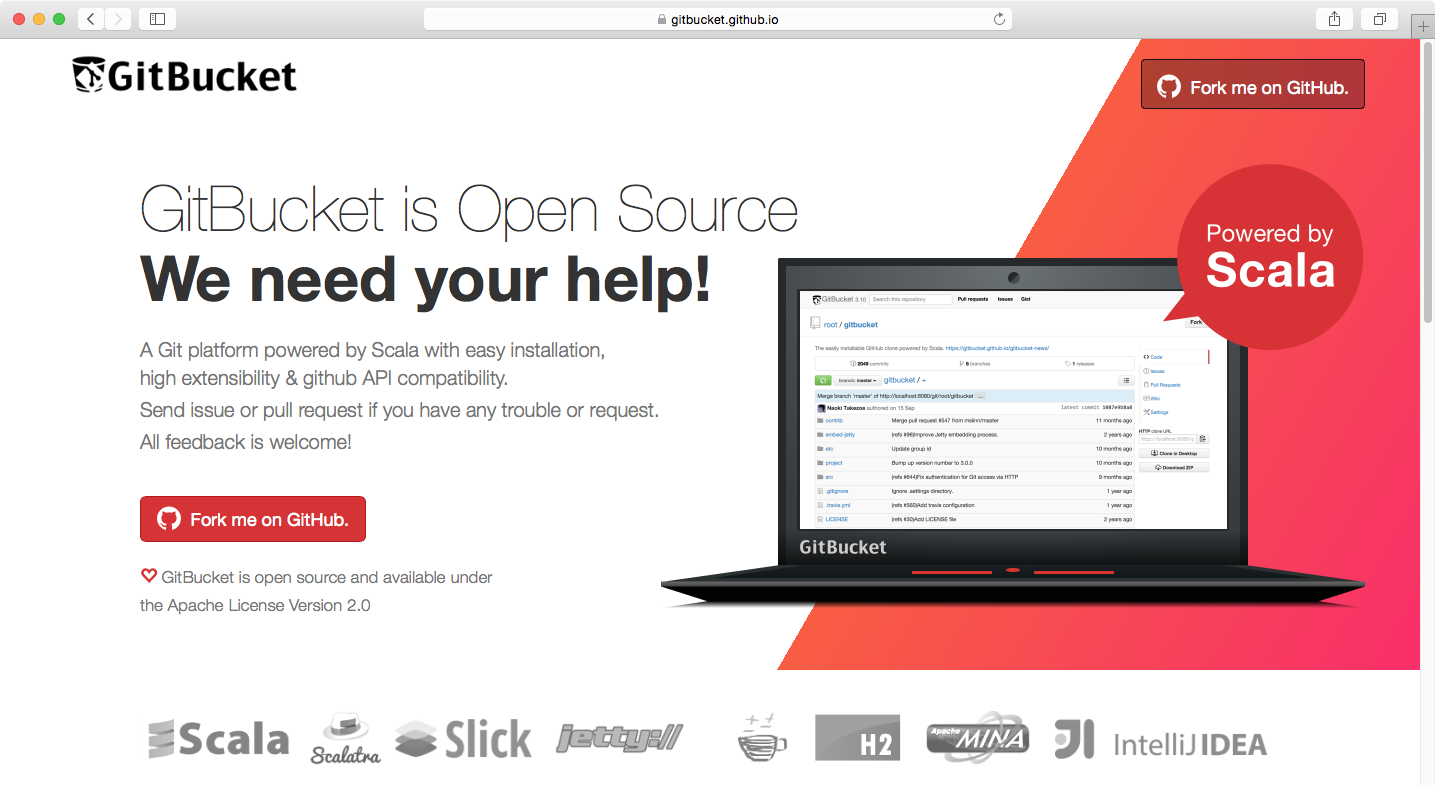 gitbucket.github.io
GitBucket
Fork me on GitHub.
GitBucket is Open Source
We need your help!
A Git platform powered by Scala with easy installation,
high extensibility & github API compatibility.
Send issue or pull request if you have any trouble or request.
All feedback is welcome!
Fork me on GitHub.
GitBucket is open source and available under
the Apache License Version 2.0
Powered by
Scala
GitBucket 3.10 Search this repository Pull requests Issues Gist
root / gitbucket
Fork
The easily installable GitHub clone powered by Scala. https://gitbucket.github.io/gitbucket-news/
2049 commits 6 branches 1 releases
branch: master gitbucket / +
Merge branch 'master' of http://localhost:8080/git/root/gitbucket ...
Naoki Takezoe authored on 15 Sep latest commit 1087e9b8a8
contrib Merge pull request #547 from mslinn/master 11 months ago
embed-jetty (refs #96)Improve Jetty embedding process. 2 years ago
etc Update group id 10 months ago
project Bump up version number to 3.0.0 10 months ago
src (refs #644)Fix authentication for Git access via HTTP 9 months ago
.gitignore Ignore .settings directory. 1 year ago
.travis.yml (refs #560)Add travis configuration 1 year ago
LICENSE (refs #30)Add LICENSE file 2 years ago
Code
Issues
Pull Requests
Wiki
Settings
HTTP clone URL
http://localhost:8080/g
Clone in Desktop
Download ZIP
GitBucket
Scala
Scalatra
Slick
jetty://
H2
Apache MINA
IntelliJ IDEA